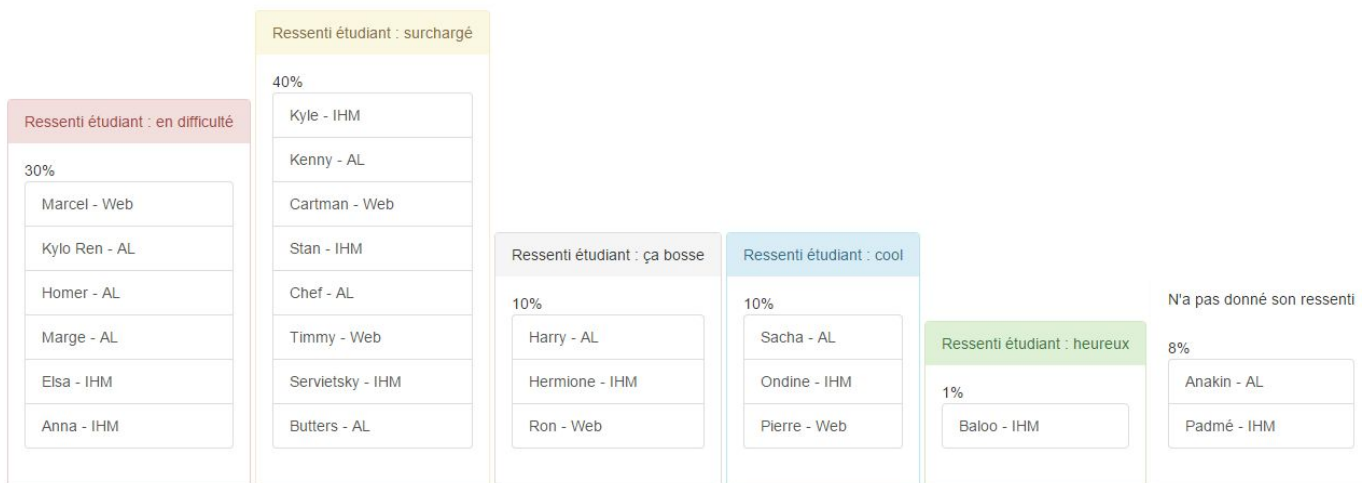 Ressenti étudiant : en difficulté
30%
Marcel - Web
Kylo Ren - AL
Homer - AL
Marge - AL
Elsa - IHM
Anna - IHM
Ressenti étudiant : surchargé
40%
Kyle - IHM
Kenny - AL
Cartman - Web
Stan - IHM
Chef - AL
Timmy - Web
Servietsky - IHM
Butters - AL
Ressenti étudiant : ça bosse
10%
Harry - AL
Hermione - IHM
Ron - Web
Ressenti étudiant : cool
10%
Sacha - AL
Ondine - IHM
Pierre - Web
Ressenti étudiant : heureux
1%
Baloo - IHM
N'a pas donné son ressenti
8%
Anakin - AL
Padmé - IHM